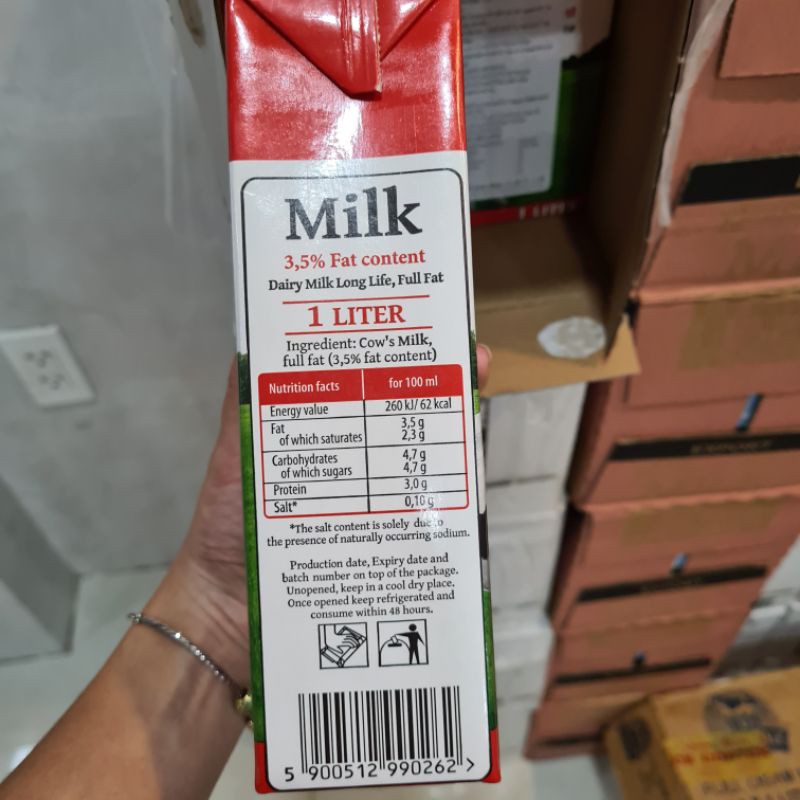 Milk
3,5% Fat content
Dairy Milk Long Life, Full Fat
1 LITER
Ingredient: Cow's Milk,
full fat (3,5% fat content)
Nutrition facts for 100 ml
Energy value 260 kJ/ 62 kcal
Fat 3,5 g
of which saturates 2,3 g
Carbohydrates 4,7 g
of which sugars 4,7 g
Protein 3,0 g
Salt* 0,10 g
*The salt content is solely due to
the presence of naturally occurring sodium.
Production date, Expiry date and
batch number on top of the package.
Unopened, keep in a cool dry place.
Once opened keep refrigerated and
consume within 48 hours.
5 900512 990262 >